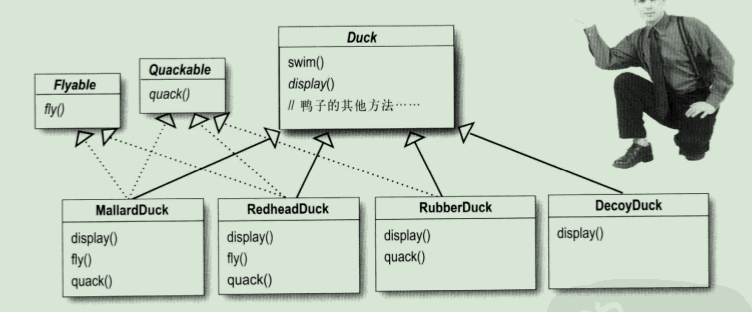 Duck
swim()
display()
// 鸭子的其他方法……
Quackable
quack()
Flyable
fly()
MallardDuck
display()
fly()
quack()
RedheadDuck
display()
fly()
quack()
RubberDuck
display()
quack()
DecoyDuck
display()